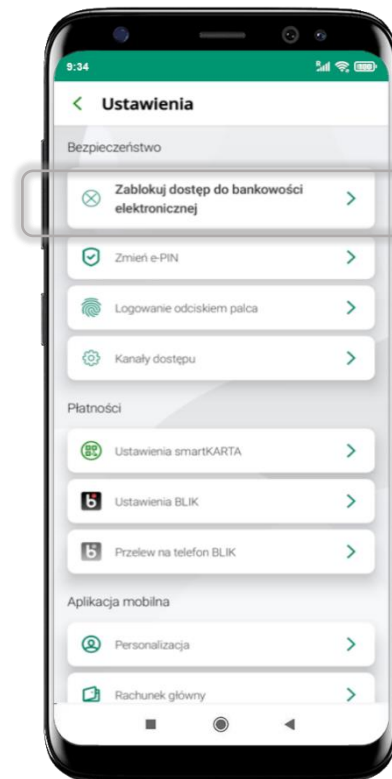 9:34
Ustawienia
Bezpieczeństwo
Zablokuj dostęp do bankowości
elektronicznej
Zmień e-PIN
Logowanie odciskiem palca
Kanały dostępu
Płatności
Ustawienia smartKARTA
Ustawienia BLIK
Przelew na telefon BLIK
Aplikacja mobilna
Personalizacja
Rachunek główny